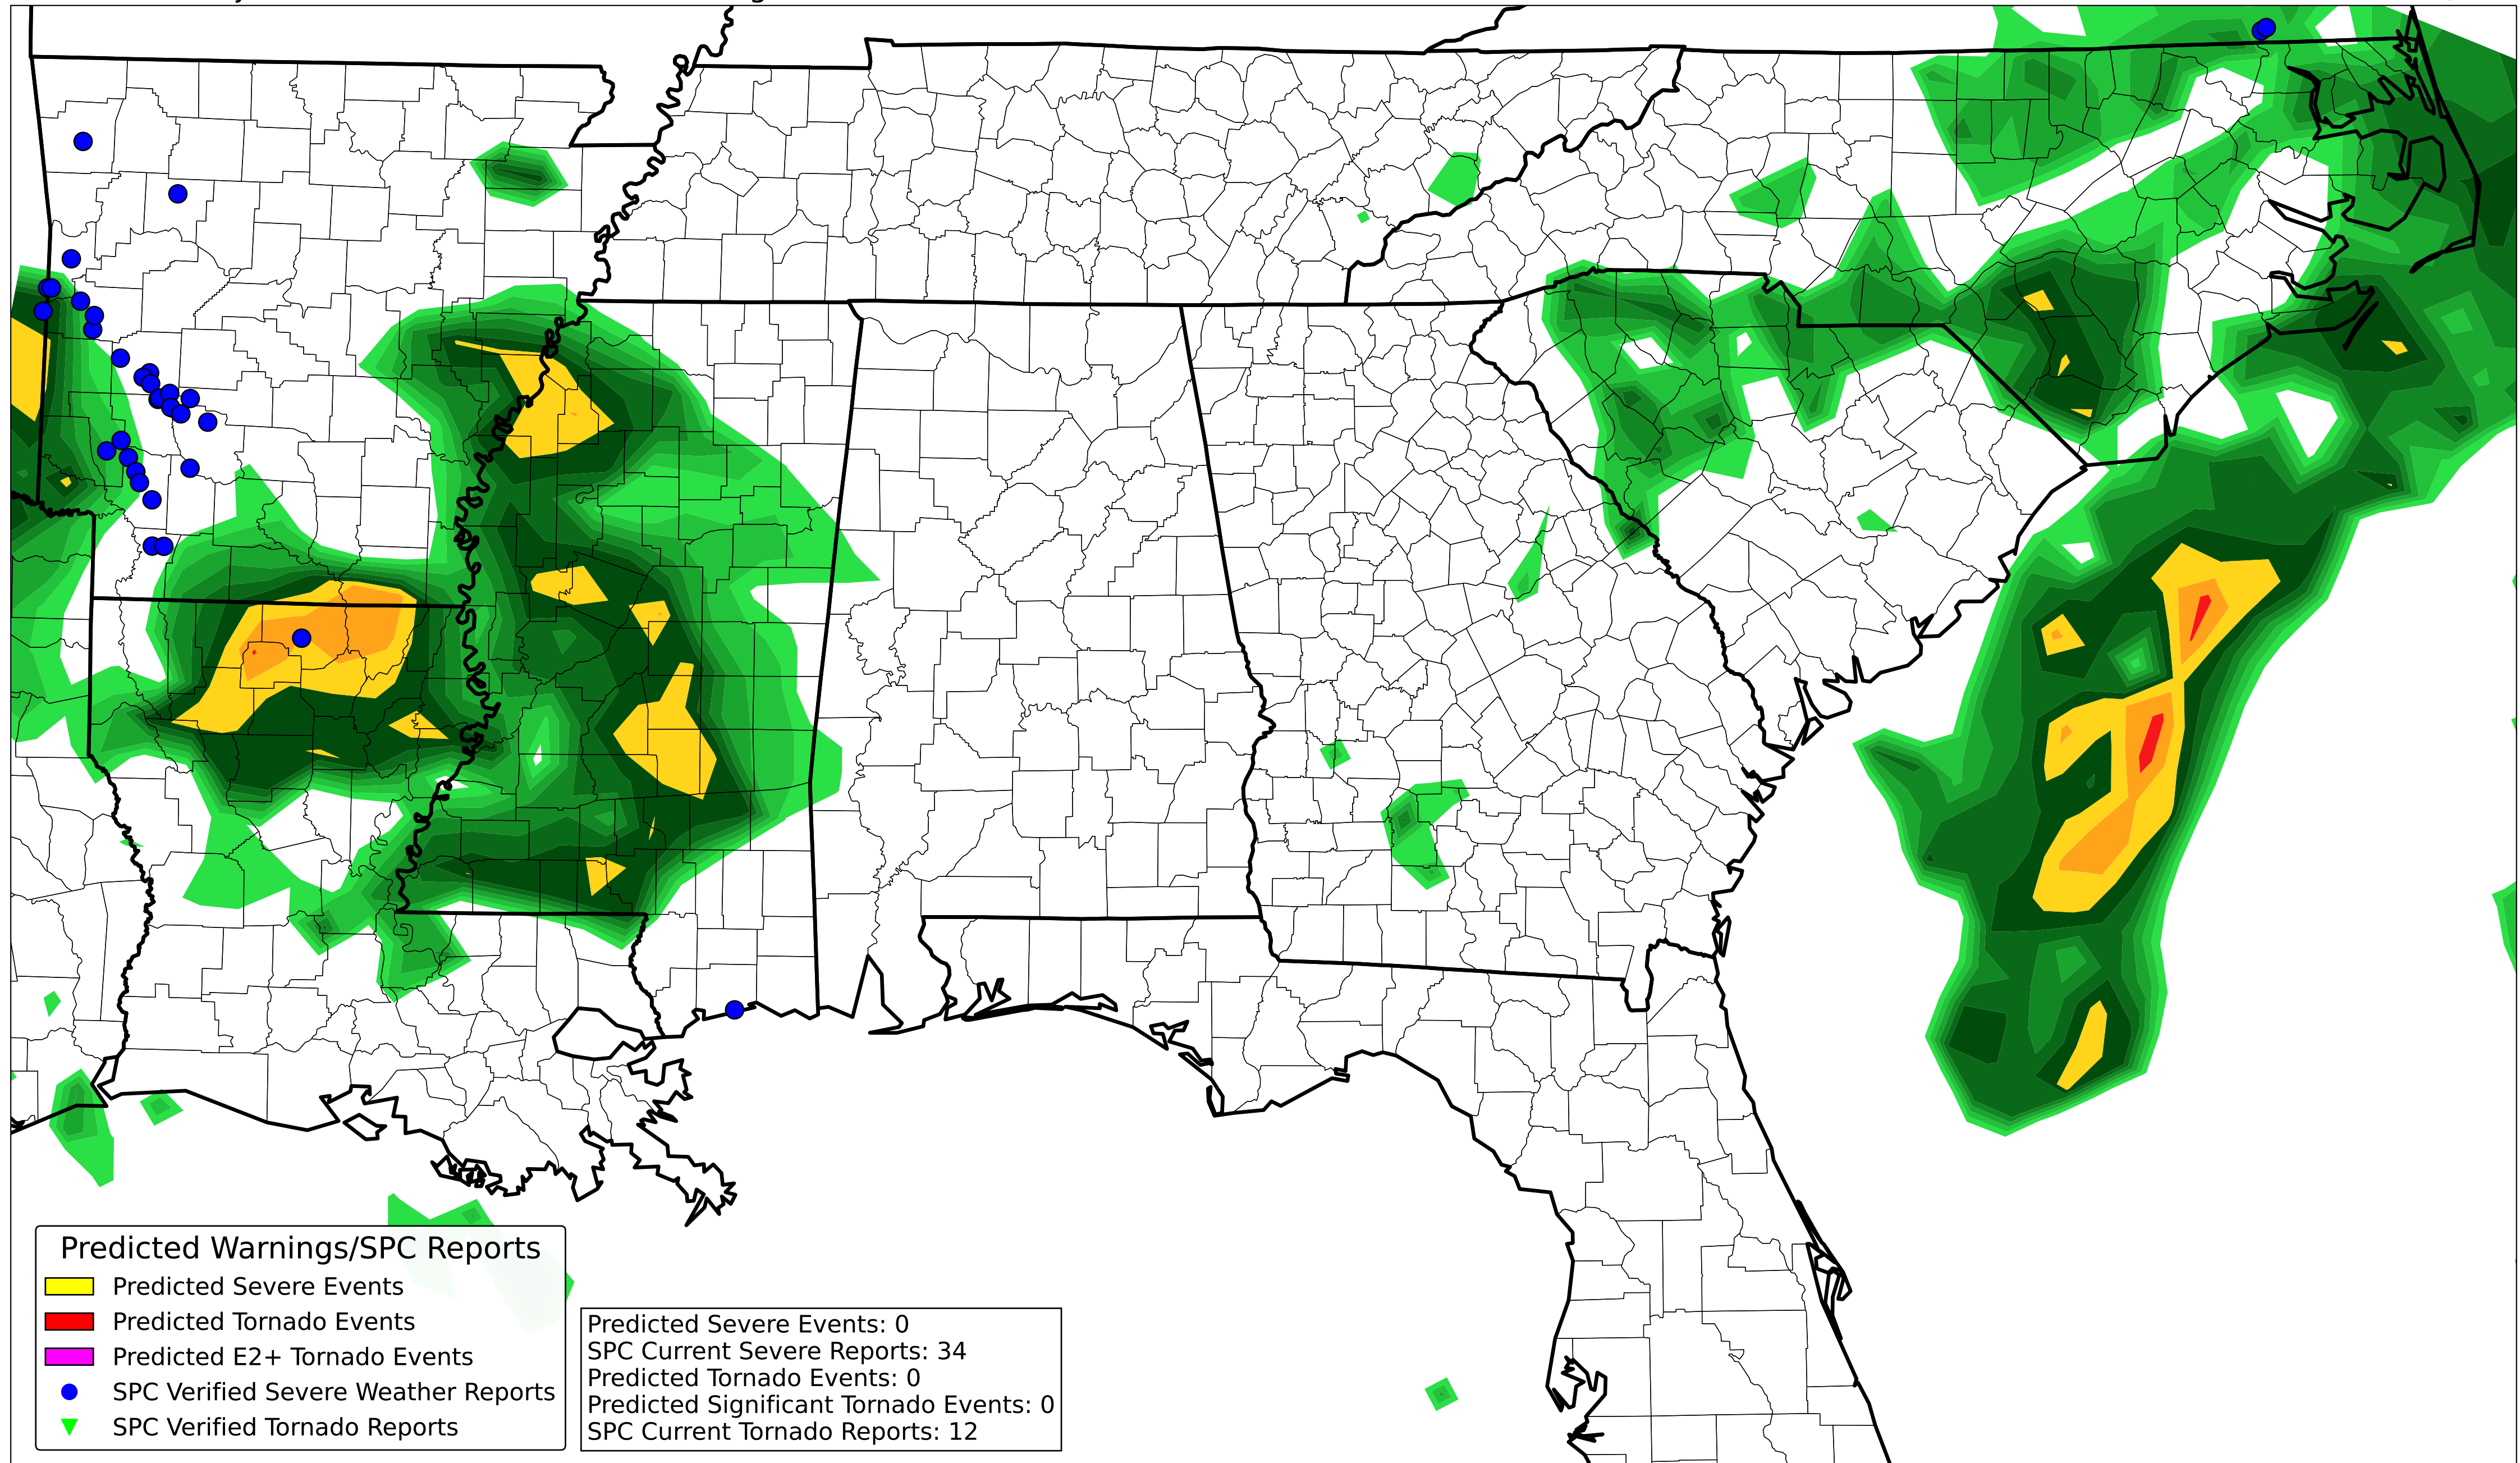 Predicted Warnings/SPC Reports
Predicted Severe Events
Predicted Tornado Events
Predicted E2+ Tornado Events
SPC Verified Severe Weather Reports
SPC Verified Tornado Reports
Predicted Severe Events: 0
SPC Current Severe Reports: 34
Predicted Tornado Events: 0
Predicted Significant Tornado Events: 0
SPC Current Tornado Reports: 12